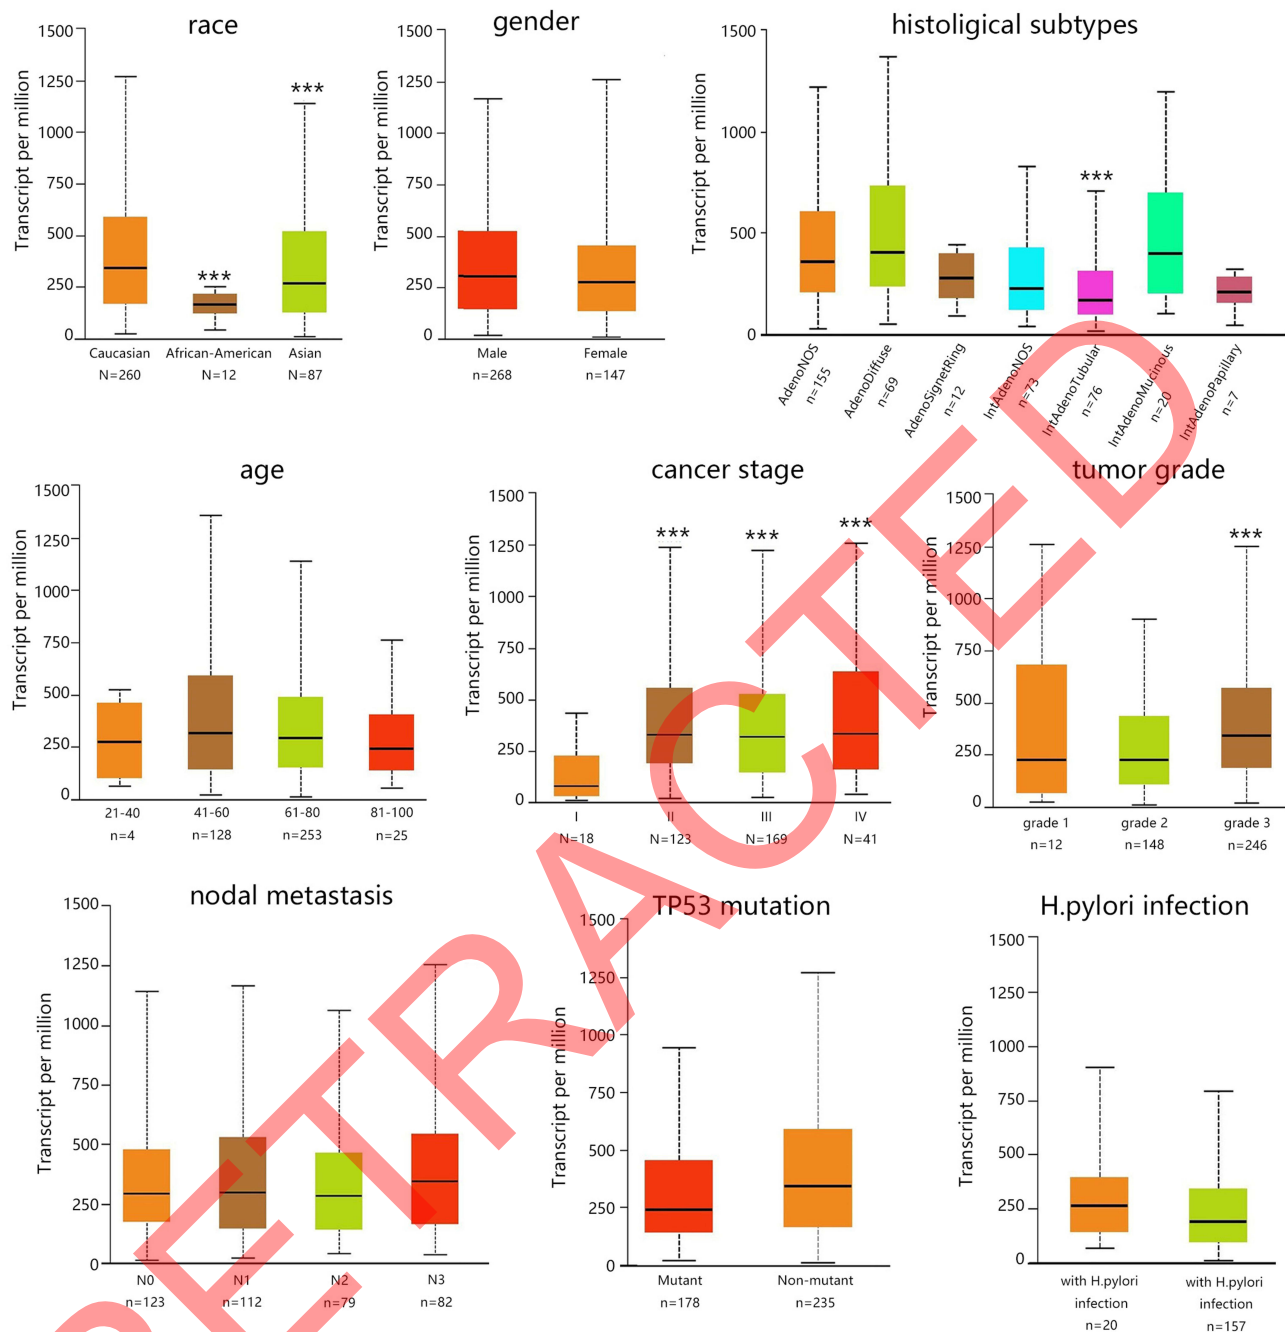 race
Transcript per million
1500
1250
1000
750
500
250
0
***
***
Caucasian African-American Asian
N=260 N=12 N=87
gender
Transcript per million
1500
1250
1000
750
500
250
0
Male Female
n=268 n=147
histoligical subtypes
Transcript per million
1500
1000
500
0
***
AdenoNOS
n=155
AdenoDiffuse
n=69
AdenoSignetRing
n=12
IntAdenoNOS
n=73
IntAdenoTubular
n=76
IntAdenoMucinous
n=20
IntAdenoPapillary
n=7
age
Transcript per million
1500
1250
1000
750
500
250
0
21-40 41-60 61-80 81-100
n=4 n=128 n=253 n=25
cancer stage
Transcript per million
1500
1250
1000
750
500
250
0
*** *** ***
I II III IV
N=18 N=123 N=169 N=41
tumor grade
Transcript per million
1500
1250
1000
750
500
250
0
***
grade 1 grade 2 grade 3
n=12 n=148 n=246
nodal metastasis
Transcript per million
1500
1250
1000
750
500
250
0
N0 N1 N2 N3
n=123 n=112 n=79 n=82
TP53 mutation
Transcript per million
1500
1250
1000
750
500
250
0
Mutant Non-mutant
n=178 n=235
H.pylori infection
Transcript per million
1500
1250
1000
750
500
250
0
with H.pylori with H.pylori
infection infection
n=20 n=157
RETRACTED